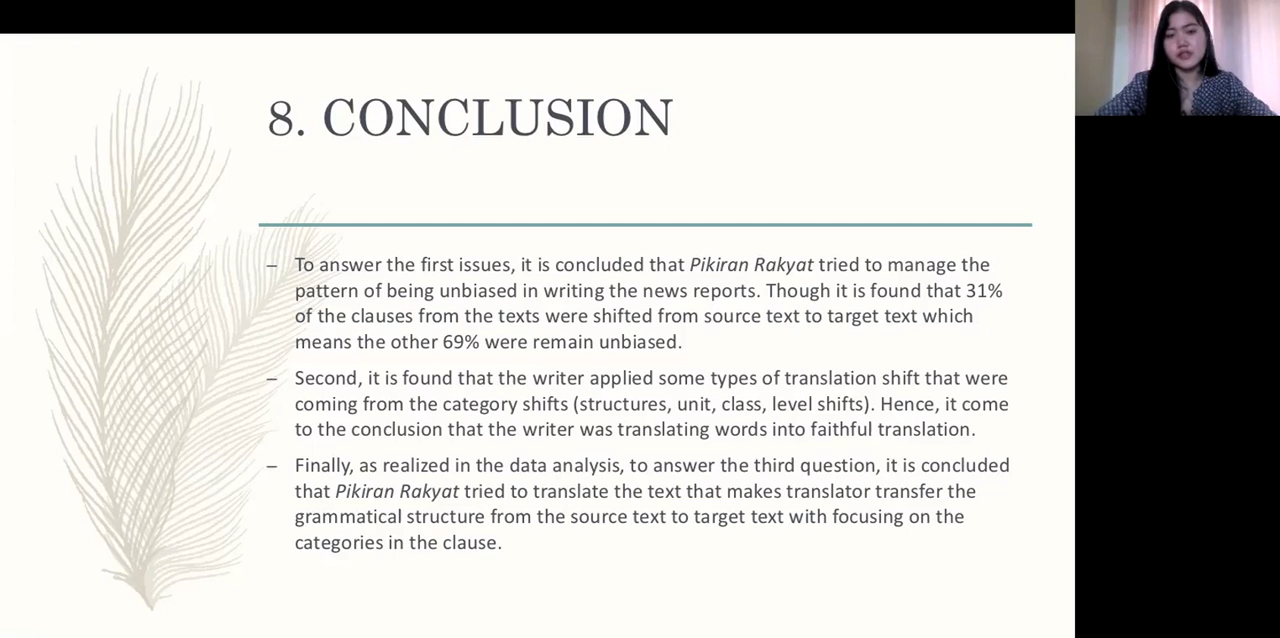 8. CONCLUSION
– To answer the first issues, it is concluded that Pikiran Rakyat tried to manage the
pattern of being unbiased in writing the news reports. Though it is found that 31%
of the clauses from the texts were shifted from source text to target text which
means the other 69% were remain unbiased.
– Second, it is found that the writer applied some types of translation shift that were
coming from the category shifts (structures, unit, class, level shifts). Hence, it come
to the conclusion that the writer was translating words into faithful translation.
– Finally, as realized in the data analysis, to answer the third question, it is concluded
that Pikiran Rakyat tried to translate the text that makes translator transfer the
grammatical structure from the source text to target text with focusing on the
categories in the clause.